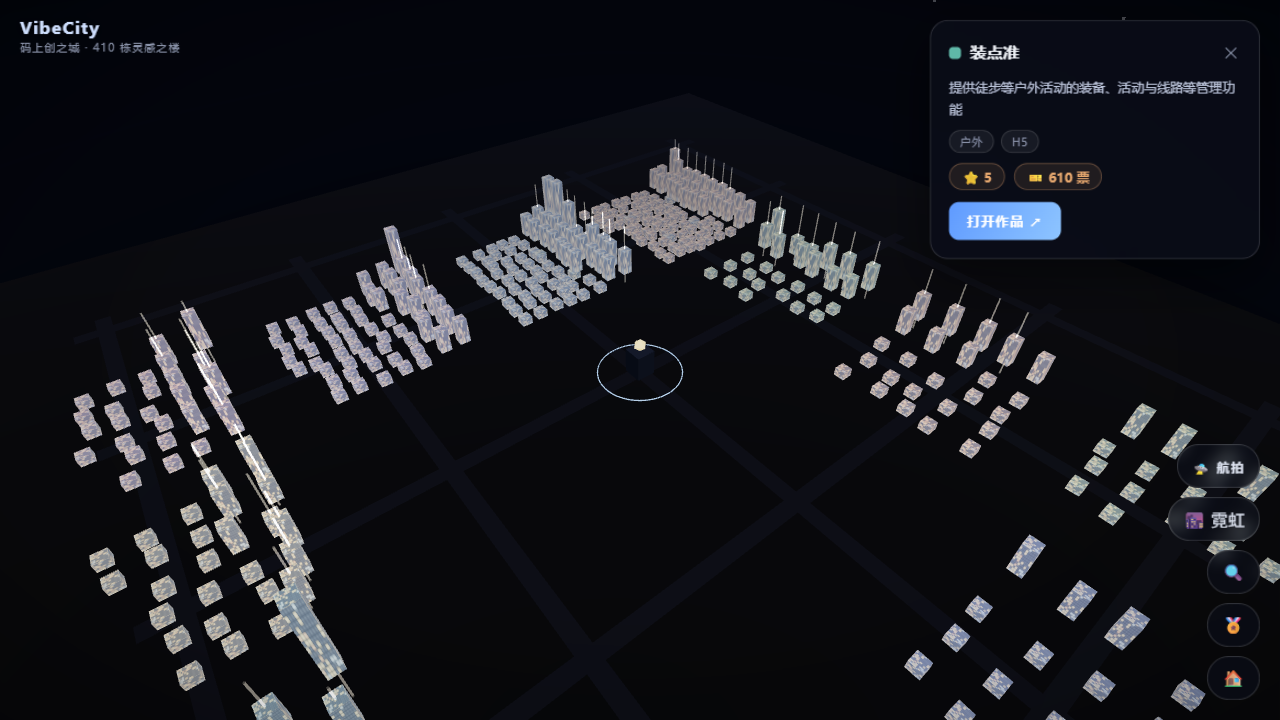 VibeCity
码上创之城 · 410 栋灵感之楼
装点准
提供徒步等户外活动的装备、活动与线路等管理功
能
户外
H5
5
610 票
打开作品 ↗
航拍
霓虹